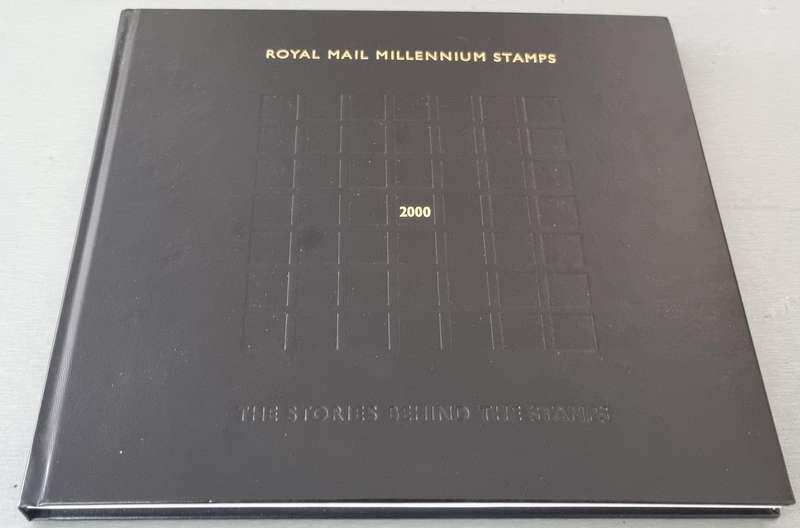 ROYAL MAIL MILLENNIUM STAMPS
2000
THE STORIES BEHIND THE STAMPS